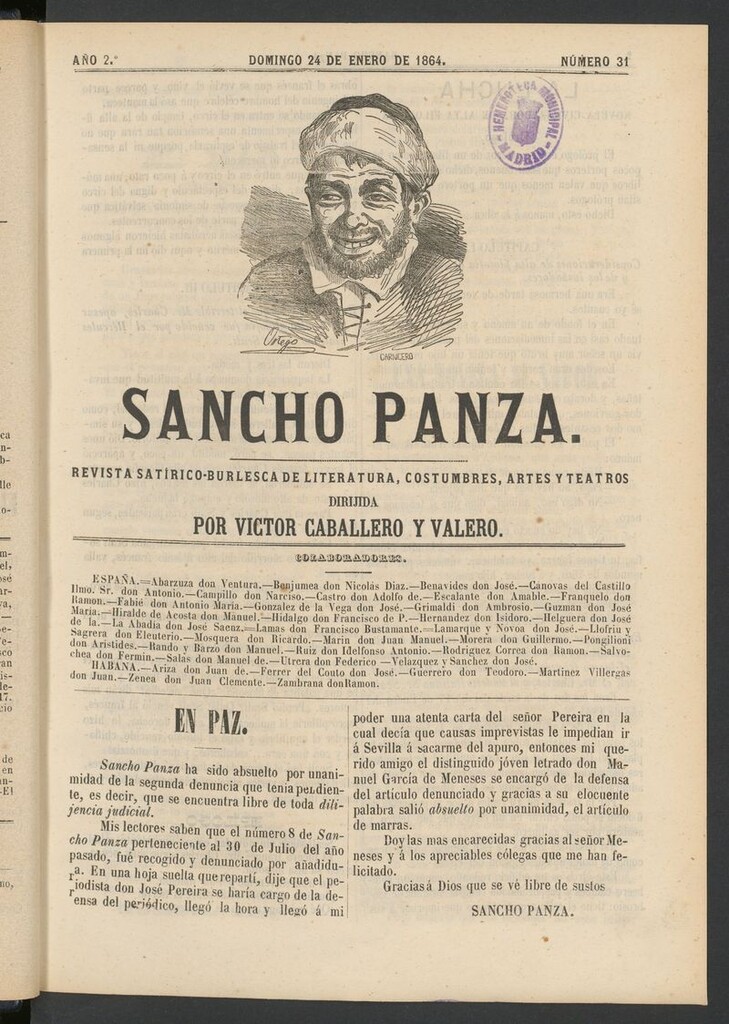 AÑO 2.º DOMINGO 24 DE ENERO DE 1864. NÚMERO 31
HEMEROTECA MUNICIPAL
MADRID
Ortego
CARNICERO
SANCHO PANZA.
REVISTA SATÍRICO-BURLESCA DE LITERATURA, COSTUMBRES, ARTES Y TEATROS
DIRIJIDA
POR VICTOR CABALLERO Y VALERO.
COLABORADORES.
ESPAÑA.=Abarzuza don Ventura.—Benjumea don Nicolás Diaz.—Benavides don José.—Cánovas del Castillo
Ilmo. Sr. don Antonio.—Campillo don Narciso.—Castro don Adolfo de.—Escalante don Amable.—Franquelo don
Ramon.—Fabié don Antonio María.—Gonzalez de la Vega don José.—Grimaldi don Ambrosio.—Guzman don José
María.—Hiralde de Acosta don Manuel.—Hidalgo Francisco de P.—Hernandez don Isidoro.—Helguera don José
de la.—La Abadia don José Saenz.—Lamas don Francisco Bustamante.—Lamarque y Novoa don José.—Llofriu y
Sagrera don Eleuterio.—Mosquera don Ricardo.—Marin don Juan Manuel.—Morera don Guillermo.—Pongilioni
don Arístides.—Rando y Barzo don Manuel.—Ruiz don Idelfonso Antonio.—Rodriguez Correa don Ramon.—Salvo-
chea don Fermin.—Salas don Manuel de.—Utrera don Federico —Velazquez y Sanchez don José.
HABANA.—Ariza don Juan de.—Ferrer del Couto don José.—Guerrero don Teodoro.—Martinez Villergas
don Juan.—Zenea don Juan Clemente.—Zambrana don Ramon.
EN PAZ.
Sancho Panza ha sido absuelto por unani-
midad de la segunda denuncia que tenia pendien-
te, es decir, que se encuentra libre de toda dili-
jencia judicial.
Mis lectores saben que el número 8 de San-
cho Panza perteneciente al 30 de Julio del año
pasado, fué recogido y denunciado por añadidu-
ra. En una hoja suelta que repartí, dije que el pe-
riodista don José Pereira se haría cargo de la de-
ensa del periódico, llegó la hora y llegó á mi
poder una atenta carta del señor Pereira en la
cual decía que causas imprevistas le impedian ir
á Sevilla á sacarme del apuro, entonces mi que-
rido amigo el distinguido jóven letrado don Ma-
nuel García de Meneses se encargó de la defensa
del artículo denunciado y gracias a su elocuente
palabra salió absuelto por unanimidad, el artículo
de marras.
Doy las mas encarecidas gracias al señor Me-
neses y á los apreciables cólegas que me han fe-
licitado.
Gracias á Dios que se vé libre de sustos
SANCHO PANZA.